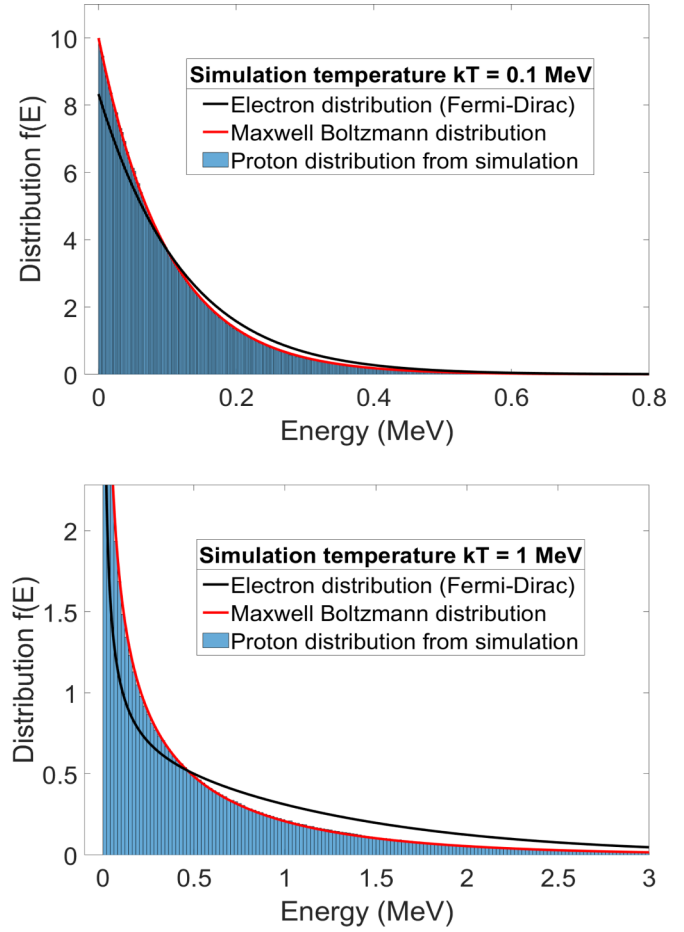 10
8
6
4
2
0
Distribution f(E)
Simulation temperature kT = 0.1 MeV
Electron distribution (Fermi-Dirac)
Maxwell Boltzmann distribution
Proton distribution from simulation
0 0.2 0.4 0.6 0.8
Energy (MeV)
2
1.5
1
0.5
0
Distribution f(E)
Simulation temperature kT = 1 MeV
Electron distribution (Fermi-Dirac)
Maxwell Boltzmann distribution
Proton distribution from simulation
0 0.5 1 1.5 2 2.5 3
Energy (MeV)